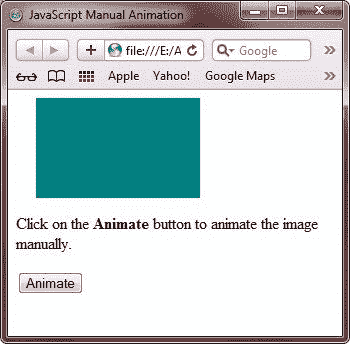 JavaScript Manual Animation
file:///E:/A
Google
Apple Yahoo! Google Maps
Click on the Animate button to animate the image
manually.
Animate